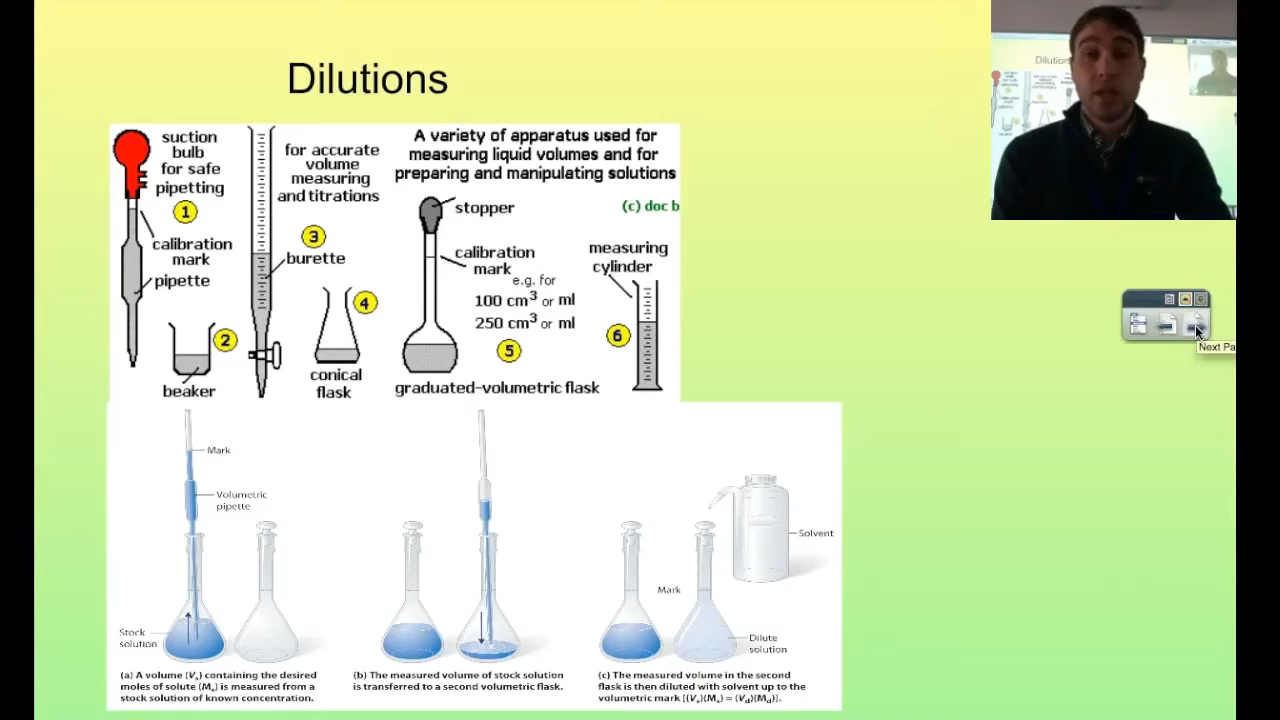 Dilutions
suction
bulb
for safe
pipetting
1
calibration
mark
pipette
2
beaker
for accurate
volume
measuring
and titrations
3
burette
4
conical
flask
A variety of apparatus used for
measuring liquid volumes and for
preparing and manipulating solutions
stopper
(c) doc b
calibration
mark
e.g. for
100 cm³ or ml
250 cm³ or ml
5
graduated-volumetric flask
measuring
cylinder
6
Mark
Volumetric
pipette
Stock
solution
(a) A volume (Vs) containing the desired
moles of solute (Ms) is measured from a
stock solution of known concentration.
(b) The measured volume of stock solution
is transferred to a second volumetric flask.
Solvent
Mark
Dilute
solution
(c) The measured volume in the second
flask is then diluted with solvent up to the
volumetric mark [(Vs)(Ms) = (Vd)(Md)].
Dilution
Next Pa